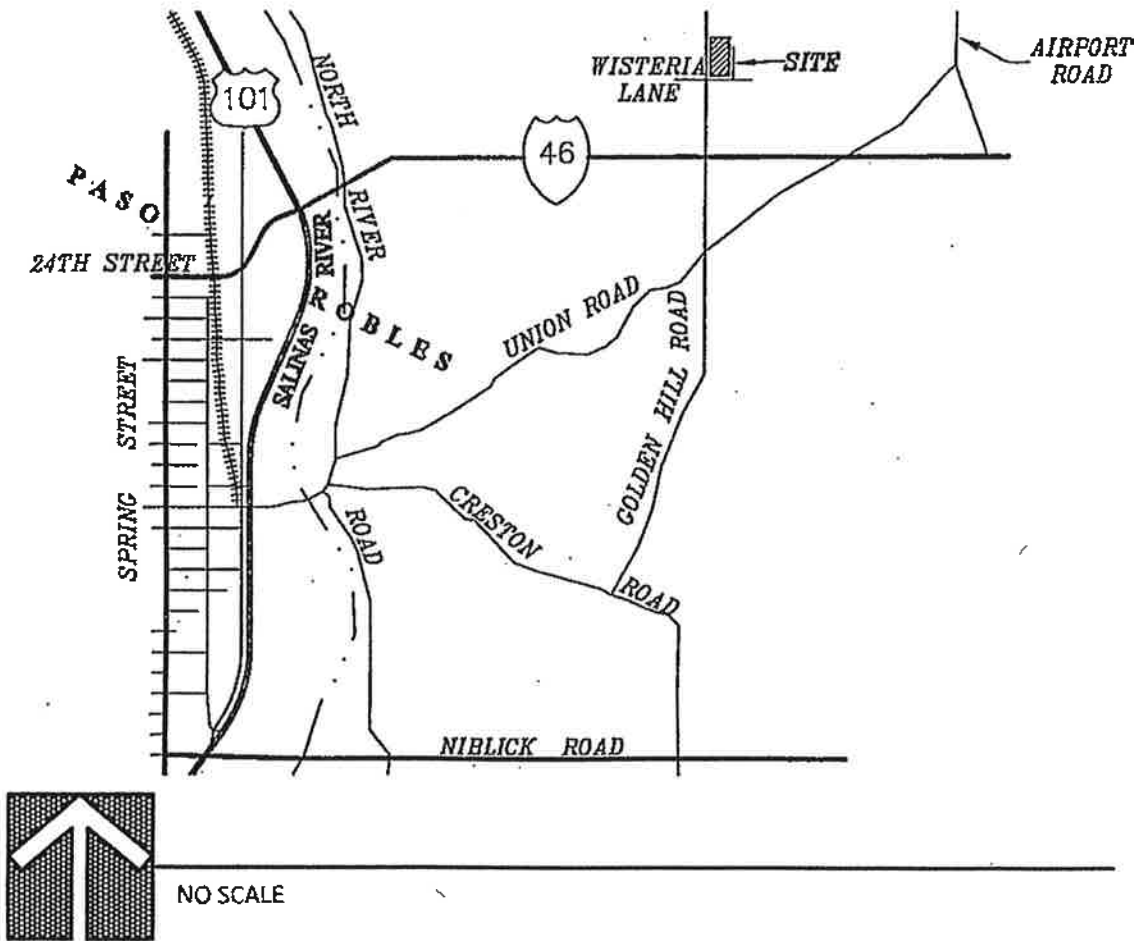 NORTH
WISTERIA
LANE
SITE
AIRPORT
ROAD
101
46
PASO
RIVER
24TH STREET
SALINAS RIVER
ROBLES
UNION ROAD
SPRING STREET
GOLDEN HILL ROAD
CRESTON
ROAD
ROAD
NIBLICK ROAD
NO SCALE